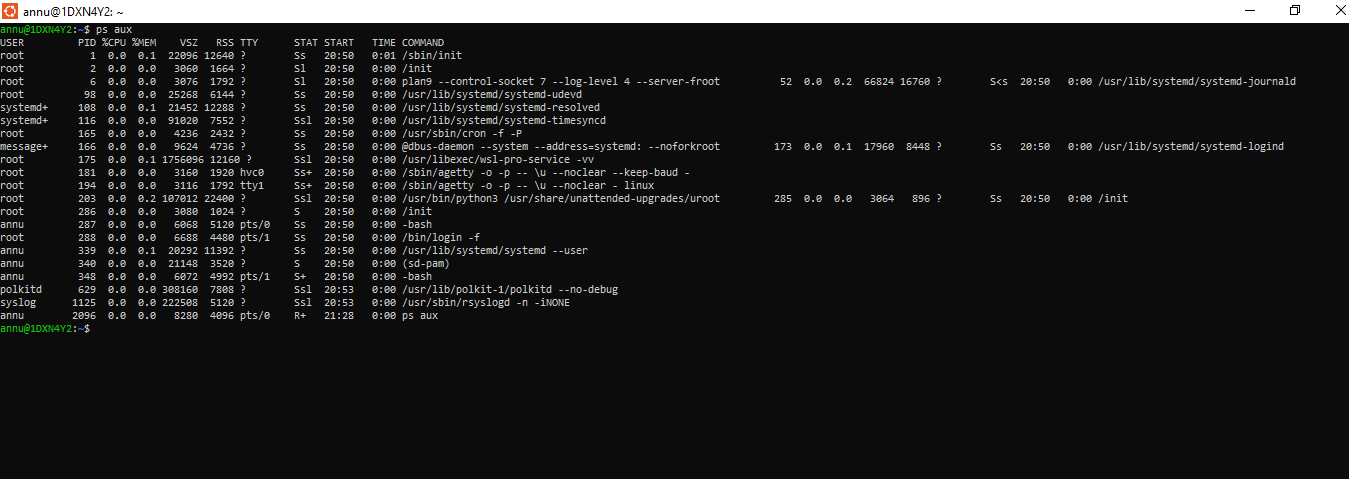 annu@1DXN4Y2: ~
annu@1DXN4Y2:~$ ps aux
USER         PID %CPU %MEM    VSZ   RSS TTY      STAT START   TIME COMMAND
root           1  0.0  0.1  22096 12640 ?        Ss   20:50   0:01 /sbin/init
root           2  0.0  0.0   3060  1664 ?        Sl   20:50   0:00 /init
root           6  0.0  0.0   3076  1792 ?        Sl   20:50   0:00 plan9 --control-socket 7 --log-level 4 --server-froot          52  0.0  0.2  66824 16760 ?        S<s  20:50   0:00 /usr/lib/systemd/systemd-journald
root          98  0.0  0.0  25268  6144 ?        Ss   20:50   0:00 /usr/lib/systemd/systemd-udevd
systemd+     108  0.0  0.1  21452 12288 ?        Ss   20:50   0:00 /usr/lib/systemd/systemd-resolved
systemd+     116  0.0  0.0  91020  7552 ?        Ssl  20:50   0:00 /usr/lib/systemd/systemd-timesyncd
root         165  0.0  0.0   4236  2432 ?        Ss   20:50   0:00 /usr/sbin/cron -f -P
message+     166  0.0  0.0   9624  4736 ?        Ss   20:50   0:00 @dbus-daemon --system --address=systemd: --noforkroot         173  0.0  0.1  17960  8448 ?        Ss   20:50   0:00 /usr/lib/systemd/systemd-logind
root         175  0.0  0.1 1756096 12160 ?       Ssl  20:50   0:00 /usr/libexec/wsl-pro-service -vv
root         181  0.0  0.0   3160  1920 hvc0     Ss+  20:50   0:00 /sbin/agetty -o -p -- \u --noclear --keep-baud -
root         194  0.0  0.0   3116  1792 tty1     Ss+  20:50   0:00 /sbin/agetty -o -p -- \u --noclear - linux
root         203  0.0  0.2 107012 22400 ?        Ssl  20:50   0:00 /usr/bin/python3 /usr/share/unattended-upgrades/uroot         285  0.0  0.0   3064   896 ?        Ss   20:50   0:00 /init
root         286  0.0  0.0   3080  1024 ?        S    20:50   0:00 /init
annu         287  0.0  0.0   6068  5120 pts/0    Ss   20:50   0:00 -bash
root         288  0.0  0.0   6688  4480 pts/1    Ss   20:50   0:00 /bin/login -f
annu         339  0.0  0.1  20292 11392 ?        Ss   20:50   0:00 /usr/lib/systemd/systemd --user
annu         340  0.0  0.0  21148  3520 ?        S    20:50   0:00 (sd-pam)
annu         348  0.0  0.0   6072  4992 pts/1    S+   20:50   0:00 -bash
polkitd      629  0.0  0.0 308160  7808 ?        Ssl  20:53   0:00 /usr/lib/polkit-1/polkitd --no-debug
syslog      1125  0.0  0.0 222508  5120 ?        Ssl  20:53   0:00 /usr/sbin/rsyslogd -n -iNONE
annu        2096  0.0  0.0   8280  4096 pts/0    R+   21:28   0:00 ps aux
annu@1DXN4Y2:~$